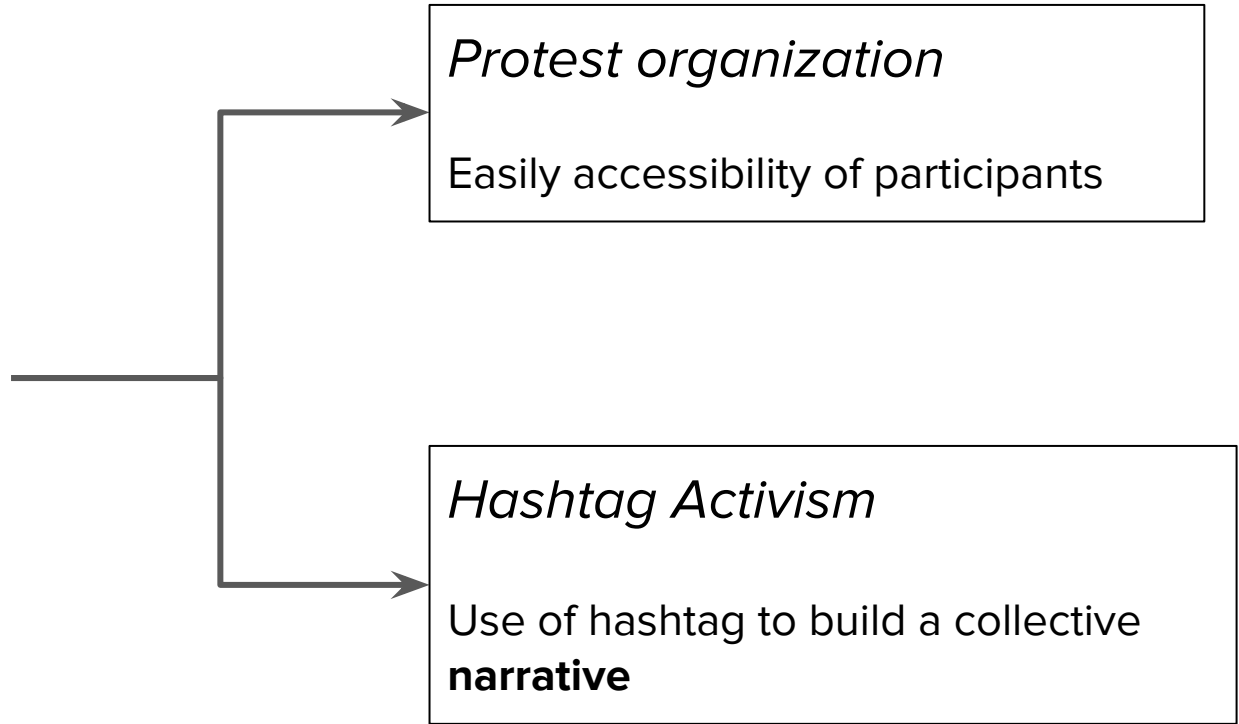 Protest organization
Easily accessibility of participants
Hashtag Activism
Use of hashtag to build a collective
narrative